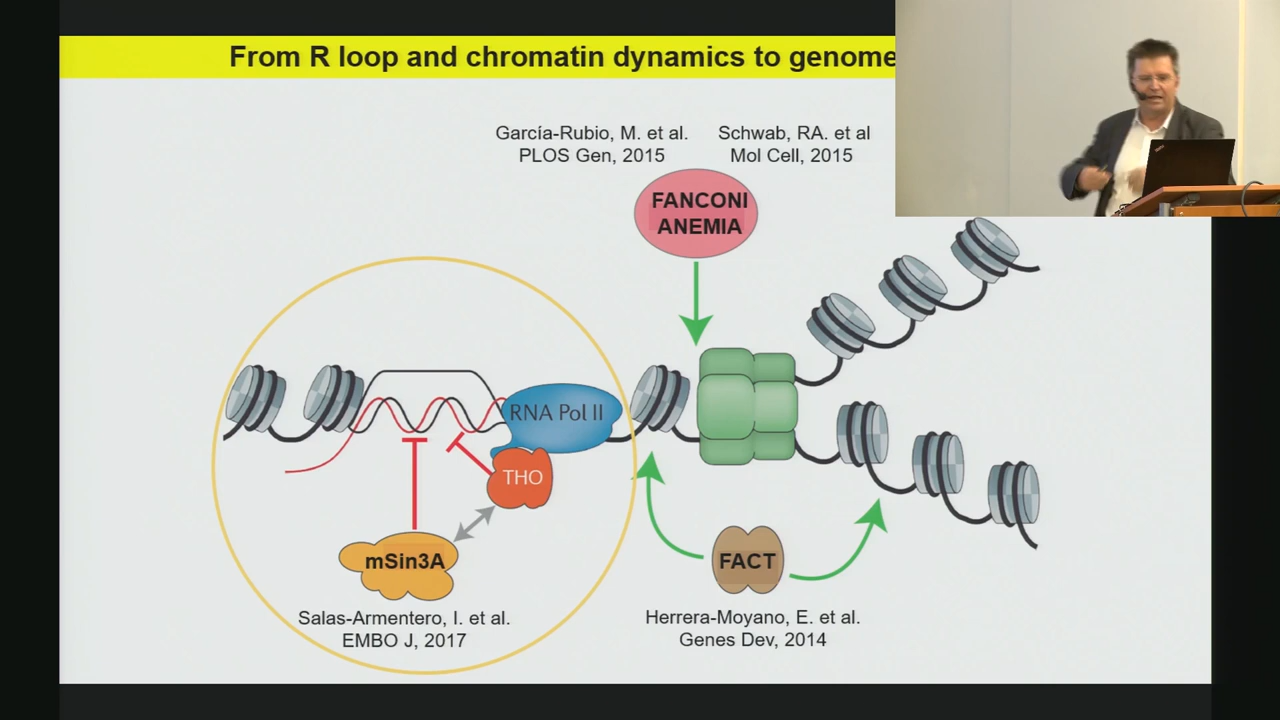 From R loop and chromatin dynamics to genome
García-Rubio, M. et al.
PLOS Gen, 2015
Schwab, RA. et al
Mol Cell, 2015
FANCONI
ANEMIA
RNA Pol II
THO
mSin3A
FACT
Salas-Armentero, I. et al.
EMBO J, 2017
Herrera-Moyano, E. et al.
Genes Dev, 2014